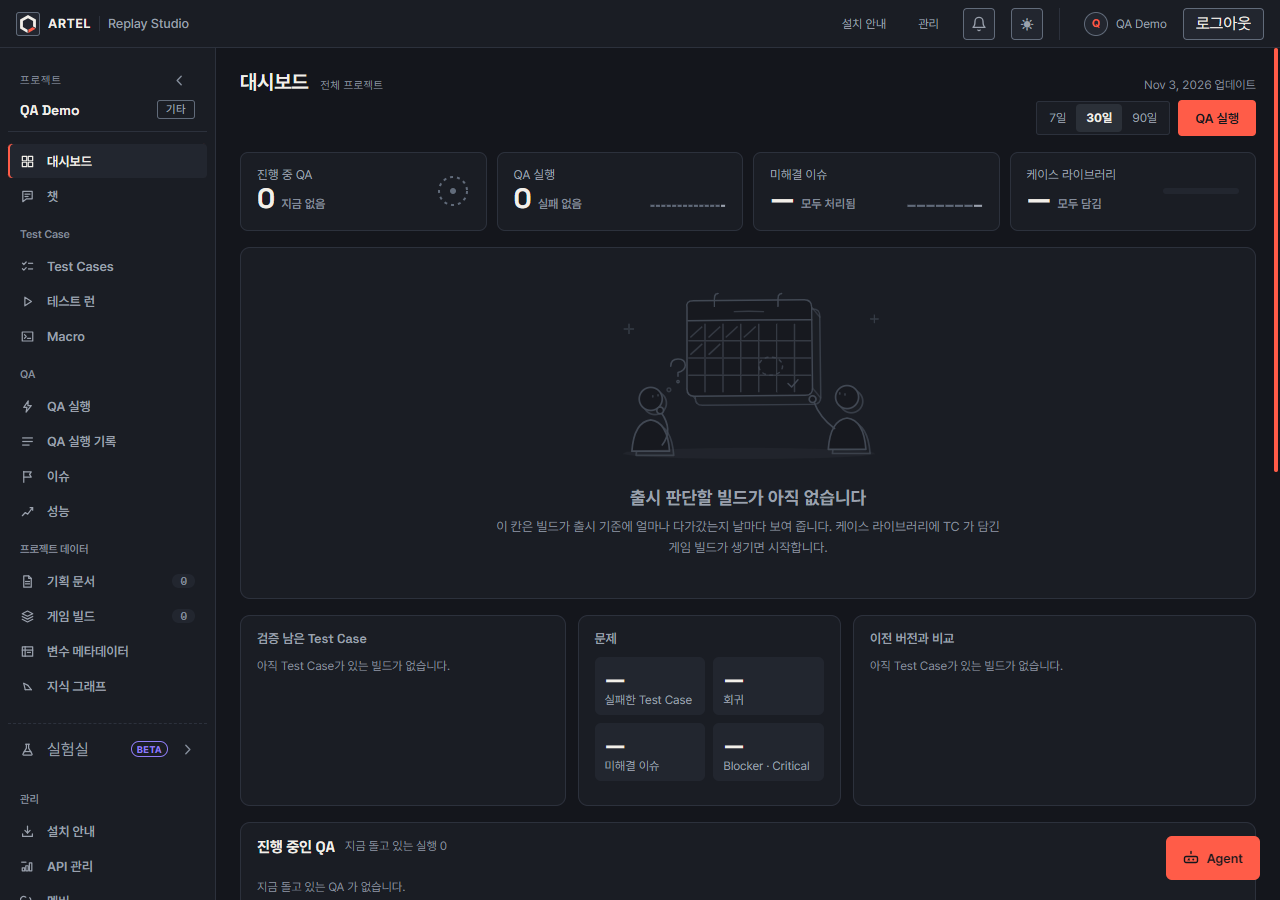 ARTEL Replay Studio
설치 안내
관리
Q QA Demo
로그아웃
프로젝트
QA Demo 기타
대시보드
챗
Test Case
Test Cases
테스트 런
Macro
QA
QA 실행
QA 실행 기록
이슈
성능
프로젝트 데이터
기획 문서 0
게임 빌드 0
변수 메타데이터
지식 그래프
실험실 BETA
관리
설치 안내
API 관리
대시보드 전체 프로젝트
Nov 3, 2026 업데이트
7일 30일 90일
QA 실행
진행 중 QA
0 지금 없음
QA 실행
0 실패 없음
미해결 이슈
— 모두 처리됨
케이스 라이브러리
— 모두 담김
출시 판단할 빌드가 아직 없습니다
이 칸은 빌드가 출시 기준에 얼마나 다가갔는지 날마다 보여 줍니다. 케이스 라이브러리에 TC 가 담긴
게임 빌드가 생기면 시작합니다.
검증 남은 Test Case
아직 Test Case가 있는 빌드가 없습니다.
문제
—
실패한 Test Case
—
회귀
—
미해결 이슈
—
Blocker · Critical
이전 버전과 비교
아직 Test Case가 있는 빌드가 없습니다.
진행 중인 QA 지금 돌고 있는 실행 0
지금 돌고 있는 QA 가 없습니다.
Agent